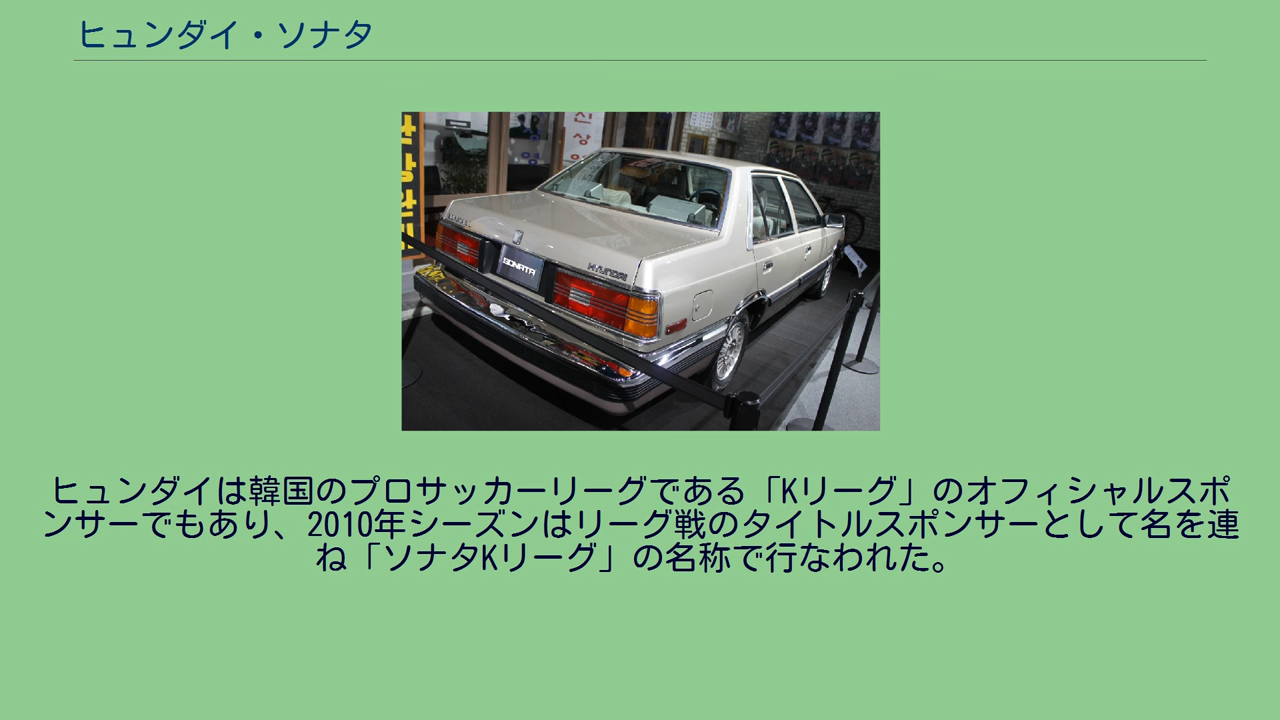 ヒュンダイ・ソナタ
신상
SONATA
HYUNDAI
ヒュンダイは韓国のプロサッカーリーグである「Kリーグ」のオフィシャルスポ
ンサーでもあり、2010年シーズンはリーグ戦のタイトルスポンサーとして名を連
ね「ソナタKリーグ」の名称で行なわれた。